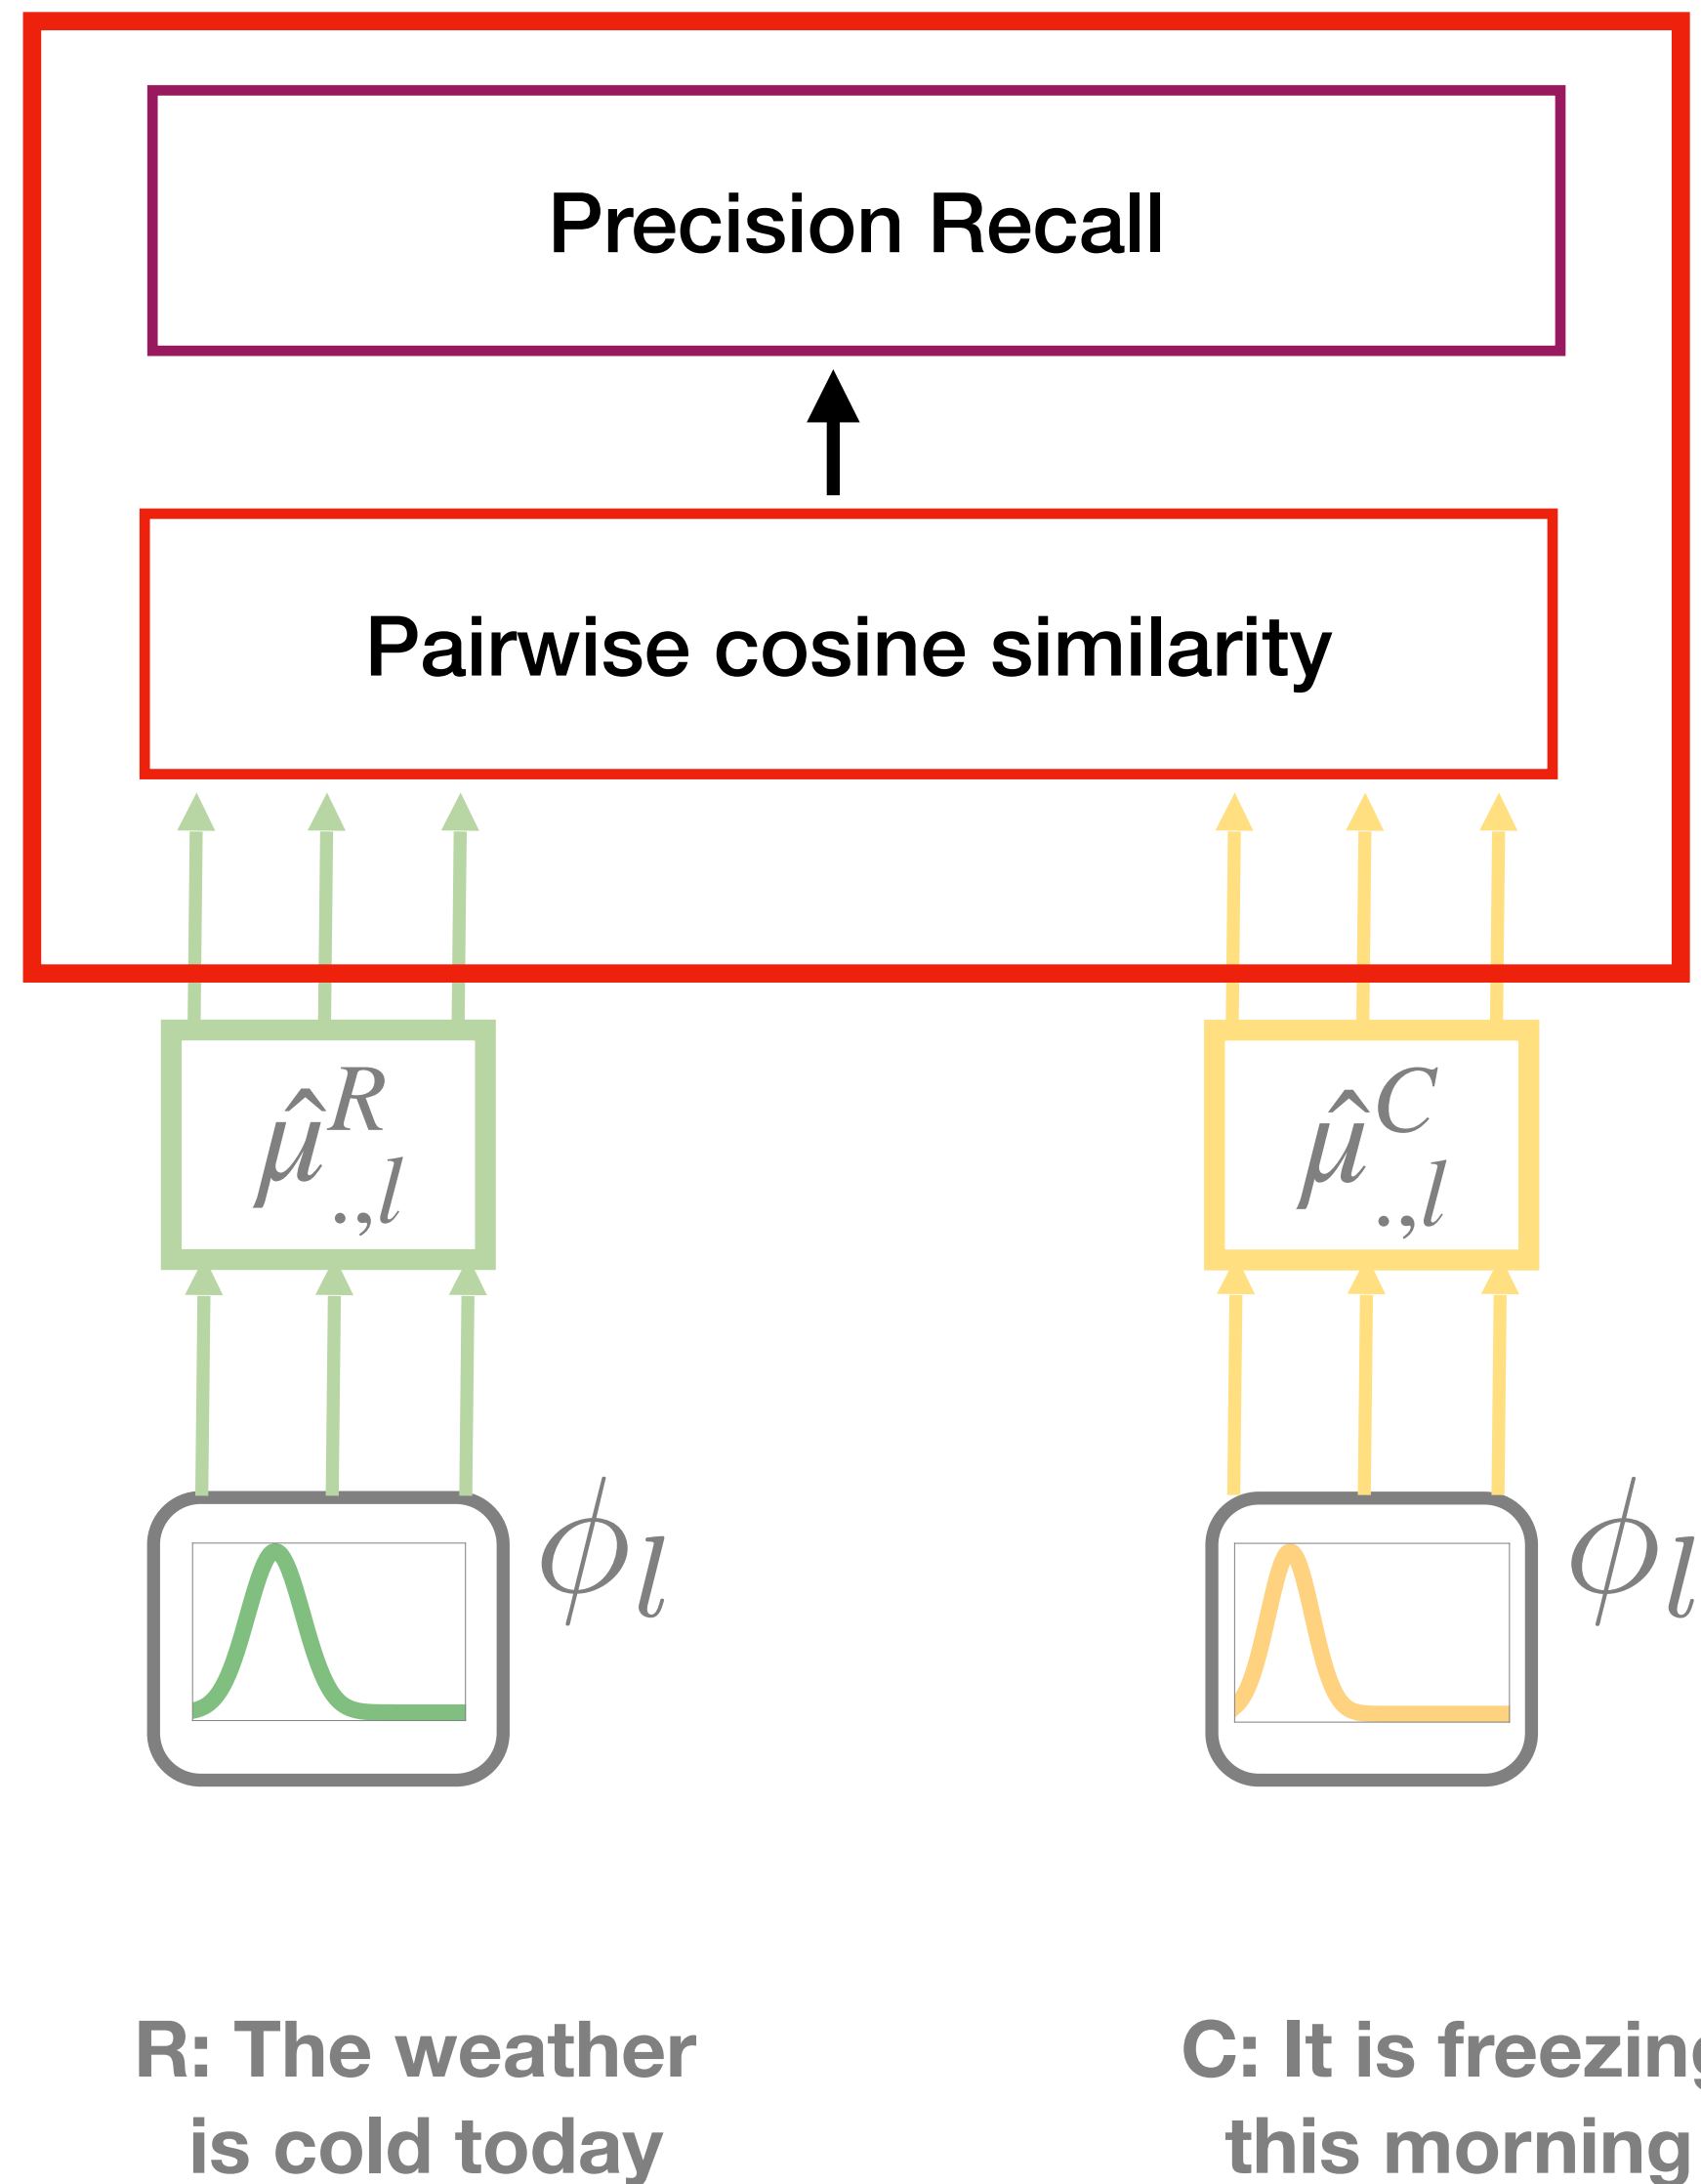 Precision Recall
Pairwise cosine similarity
μ̂^R_{.,l}
μ̂^C_{.,l}
ϕ_l
ϕ_l
R: The weather
is cold today
C: It is freezing
this morning